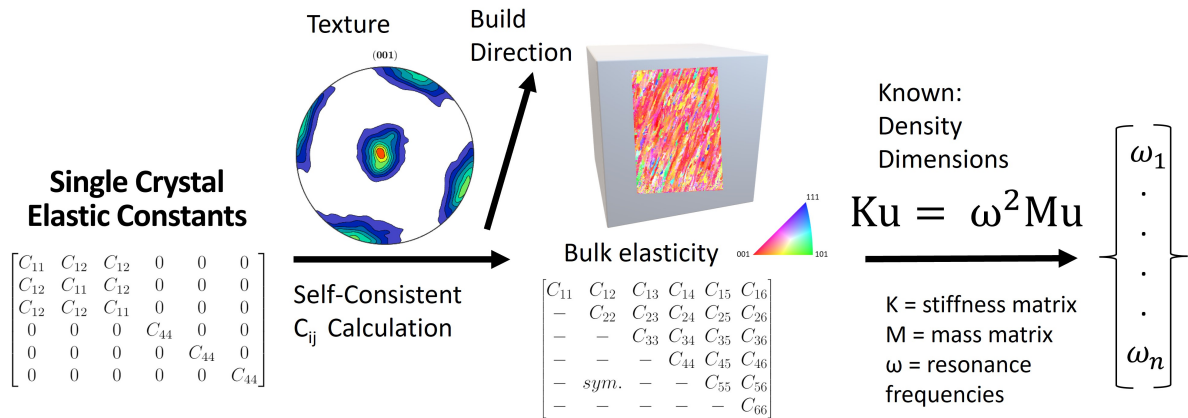 Texture
(001)
Build
Direction
Single Crystal
Elastic Constants
C11 C12 C12 0 0 0
C12 C11 C12 0 0 0
C12 C12 C11 0 0 0
0 0 0 C44 0 0
0 0 0 0 C44 0
0 0 0 0 0 C44
Self-Consistent
Cij Calculation
111
001
101
Bulk elasticity
C11 C12 C13 C14 C15 C16
− C22 C23 C24 C25 C26
− − C33 C34 C35 C36
− − − C44 C45 C46
− sym. − − C55 C56
− − − − − C66
Known:
Density
Dimensions
Ku = ω²Mu
K = stiffness matrix
M = mass matrix
ω = resonance
frequencies
ω1
.
.
.
.
ωn